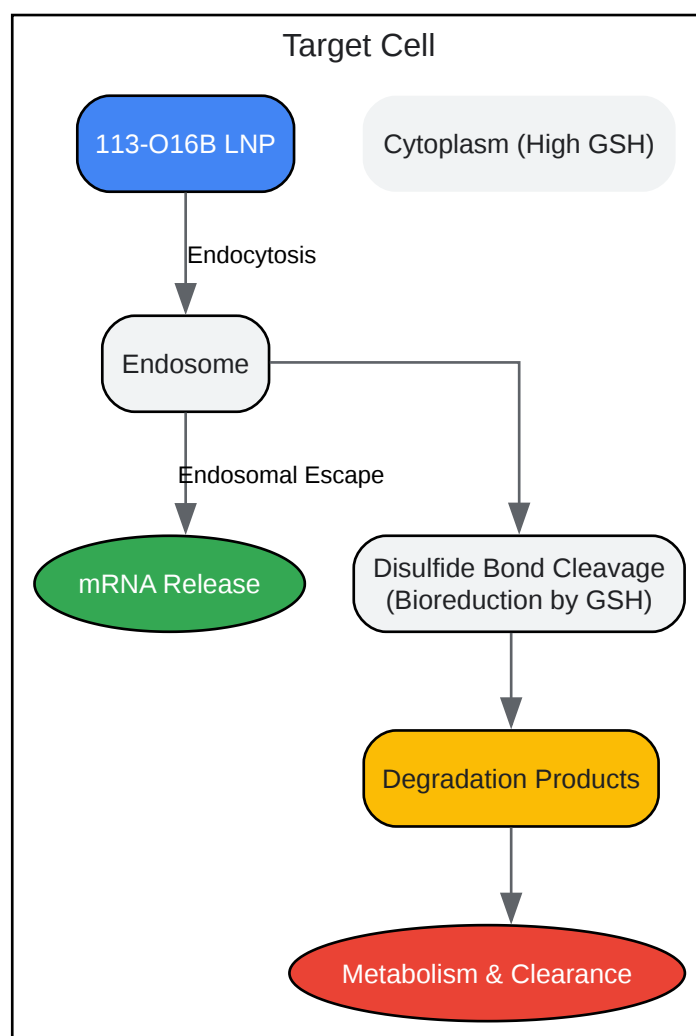 Target Cell
113-O16B LNP
Cytoplasm (High GSH)
Endocytosis
Endosome
Endosomal Escape
mRNA Release
Disulfide Bond Cleavage
(Bioreduction by GSH)
Degradation Products
Metabolism & Clearance